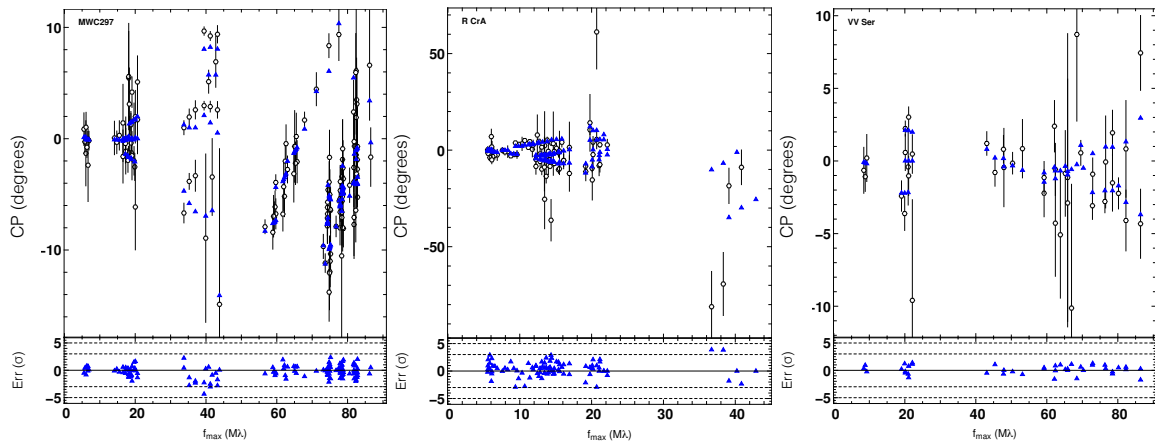 MWC297
CP (degrees)
10
0
-10
Err (σ)
5
0
-5
0 20 40 60 80
f_max (Mλ)
R CrA
CP (degrees)
50
0
-50
Err (σ)
5
0
-5
0 10 20 30 40
f_max (Mλ)
VV Ser
CP (degrees)
10
5
0
-5
-10
Err (σ)
5
0
-5
0 20 40 60 80
f_max (Mλ)